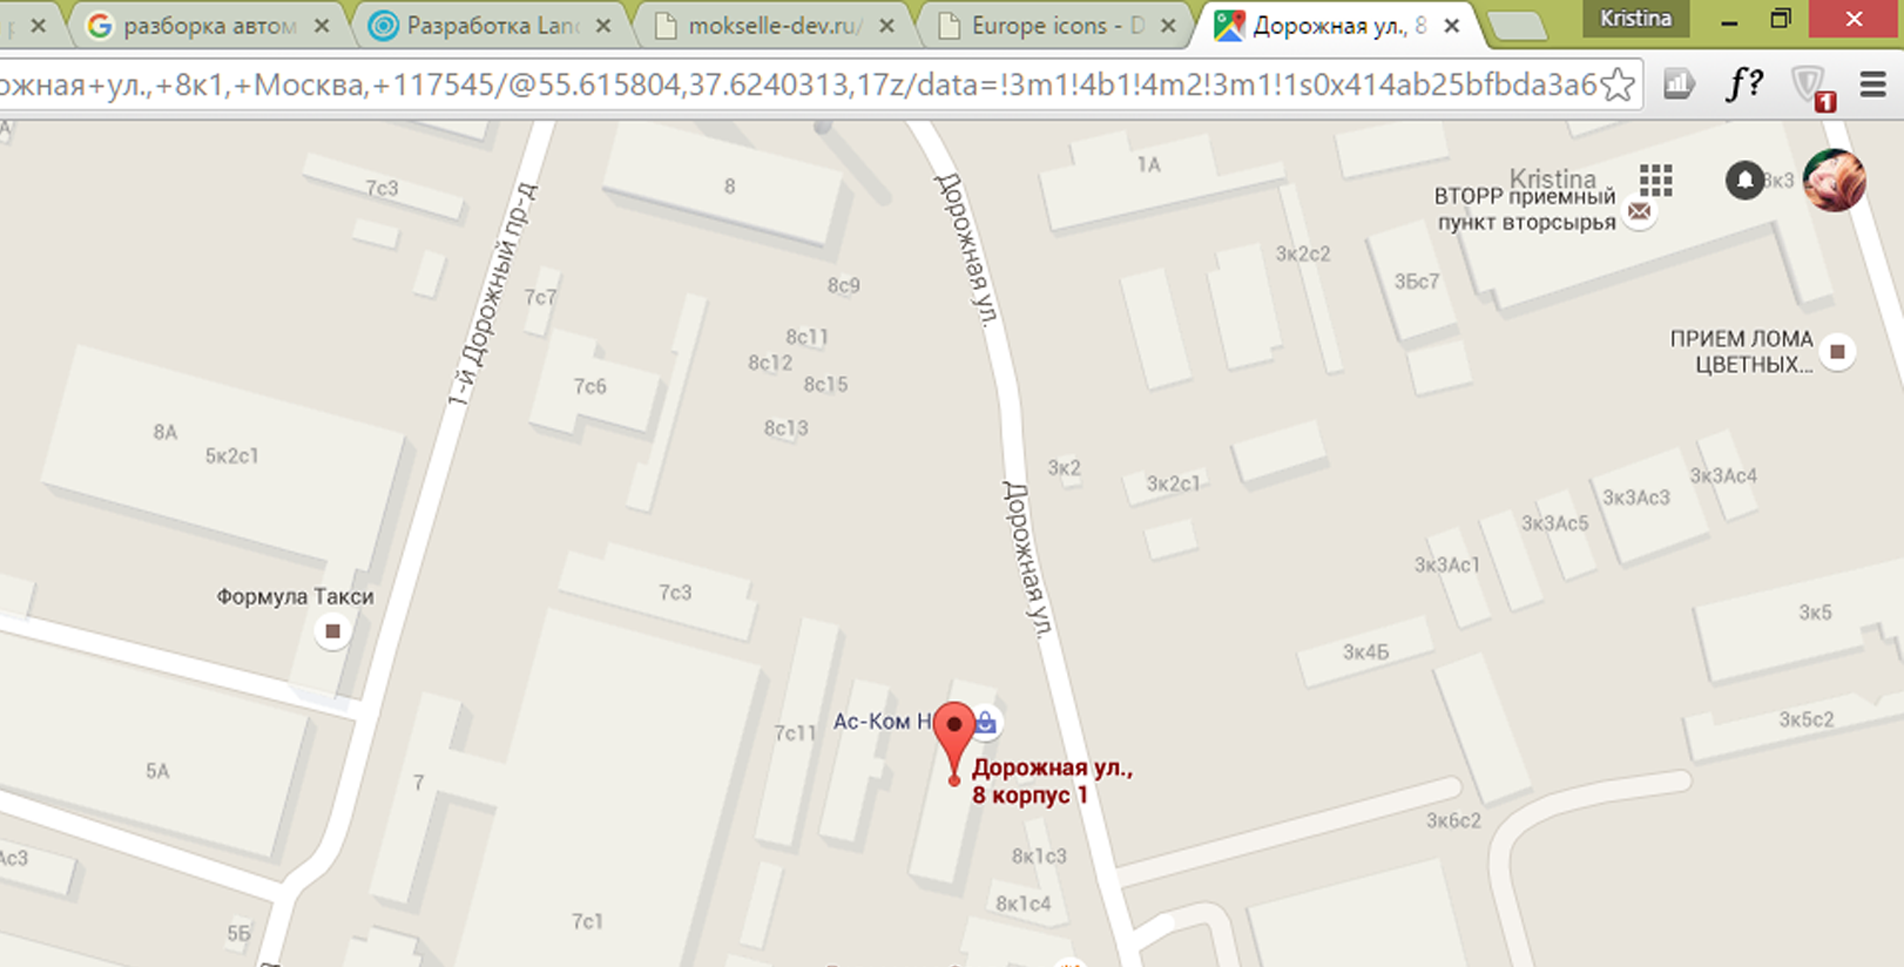 разборка автом
Разработка Lan
mokselle-dev.ru/
Europe icons - D
Дорожная ул., 8
Kristina
ожная+ул.,+8к1,+Москва,+117545/@55.615804,37.6240313,17z/data=!3m1!4b1!4m2!3m1!1s0x414ab25bfbda3a6
f?
1
7с3
8
1А
Kristina
8к3
ВТОРР приемный
пункт вторсырья
1-й Дорожный пр-д
Дорожная ул.
3к2с2
3Бс7
8с9
7с7
8с11
8с12
8с15
7с6
8с13
ПРИЕМ ЛОМА
ЦВЕТНЫХ...
8А
5к2с1
3к2
3к2с1
3к3Ас4
3к3Ас3
3к3Ас5
3к3Ас1
Дорожная ул.
Формула Такси
7с3
3к5
3к4Б
3к5с2
Ас-Ком Н
7с11
5А
7
Дорожная ул.,
8 корпус 1
3к6с2
Ас3
8к1с3
8к1с4
7с1
5Б